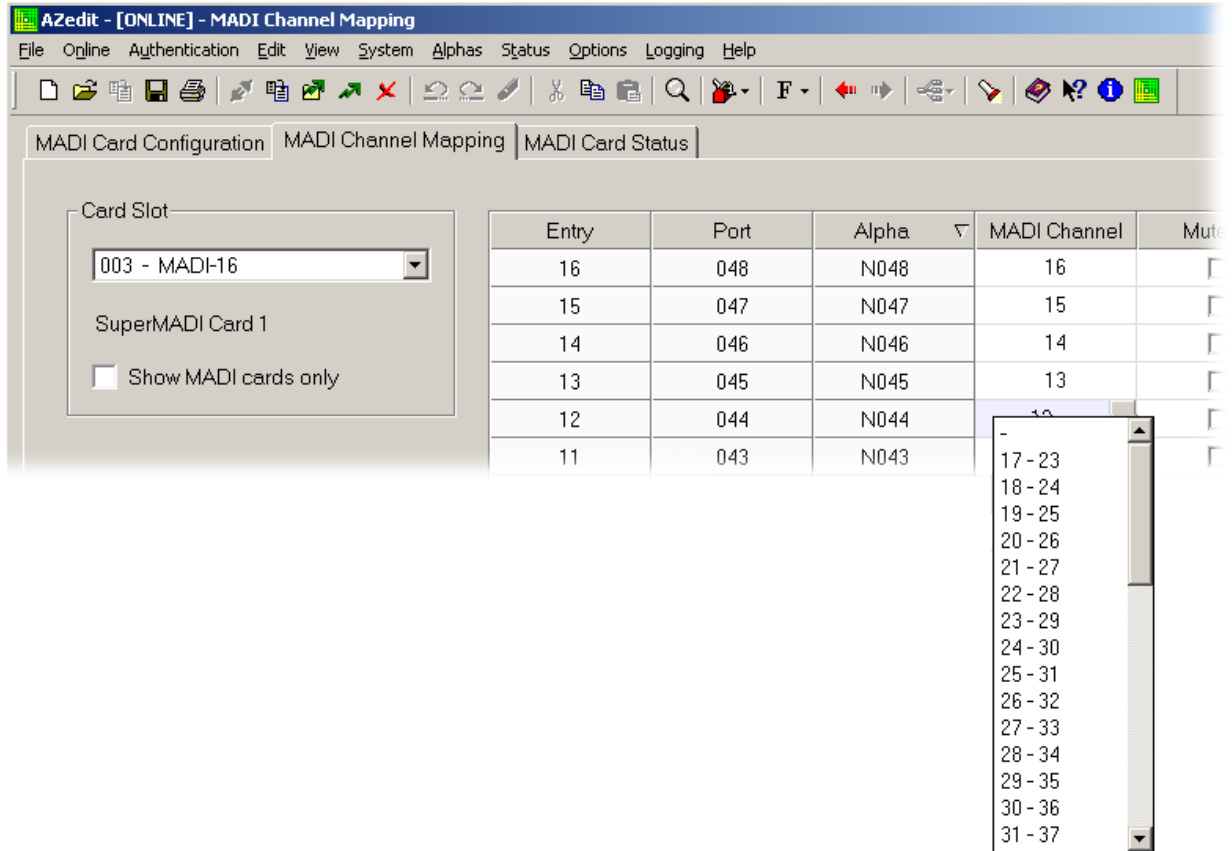 AZedit - [ONLINE] - MADI Channel Mapping
File Online Authentication Edit View System Alphas Status Options Logging Help
F
MADI Card Configuration MADI Channel Mapping MADI Card Status
Card Slot
003 - MADI-16
SuperMADI Card 1
Show MADI cards only
Entry Port Alpha MADI Channel Mute
16 048 N048 16
15 047 N047 15
14 046 N046 14
13 045 N045 13
12 044 N044
11 043 N043
-
17 - 23
18 - 24
19 - 25
20 - 26
21 - 27
22 - 28
23 - 29
24 - 30
25 - 31
26 - 32
27 - 33
28 - 34
29 - 35
30 - 36
31 - 37